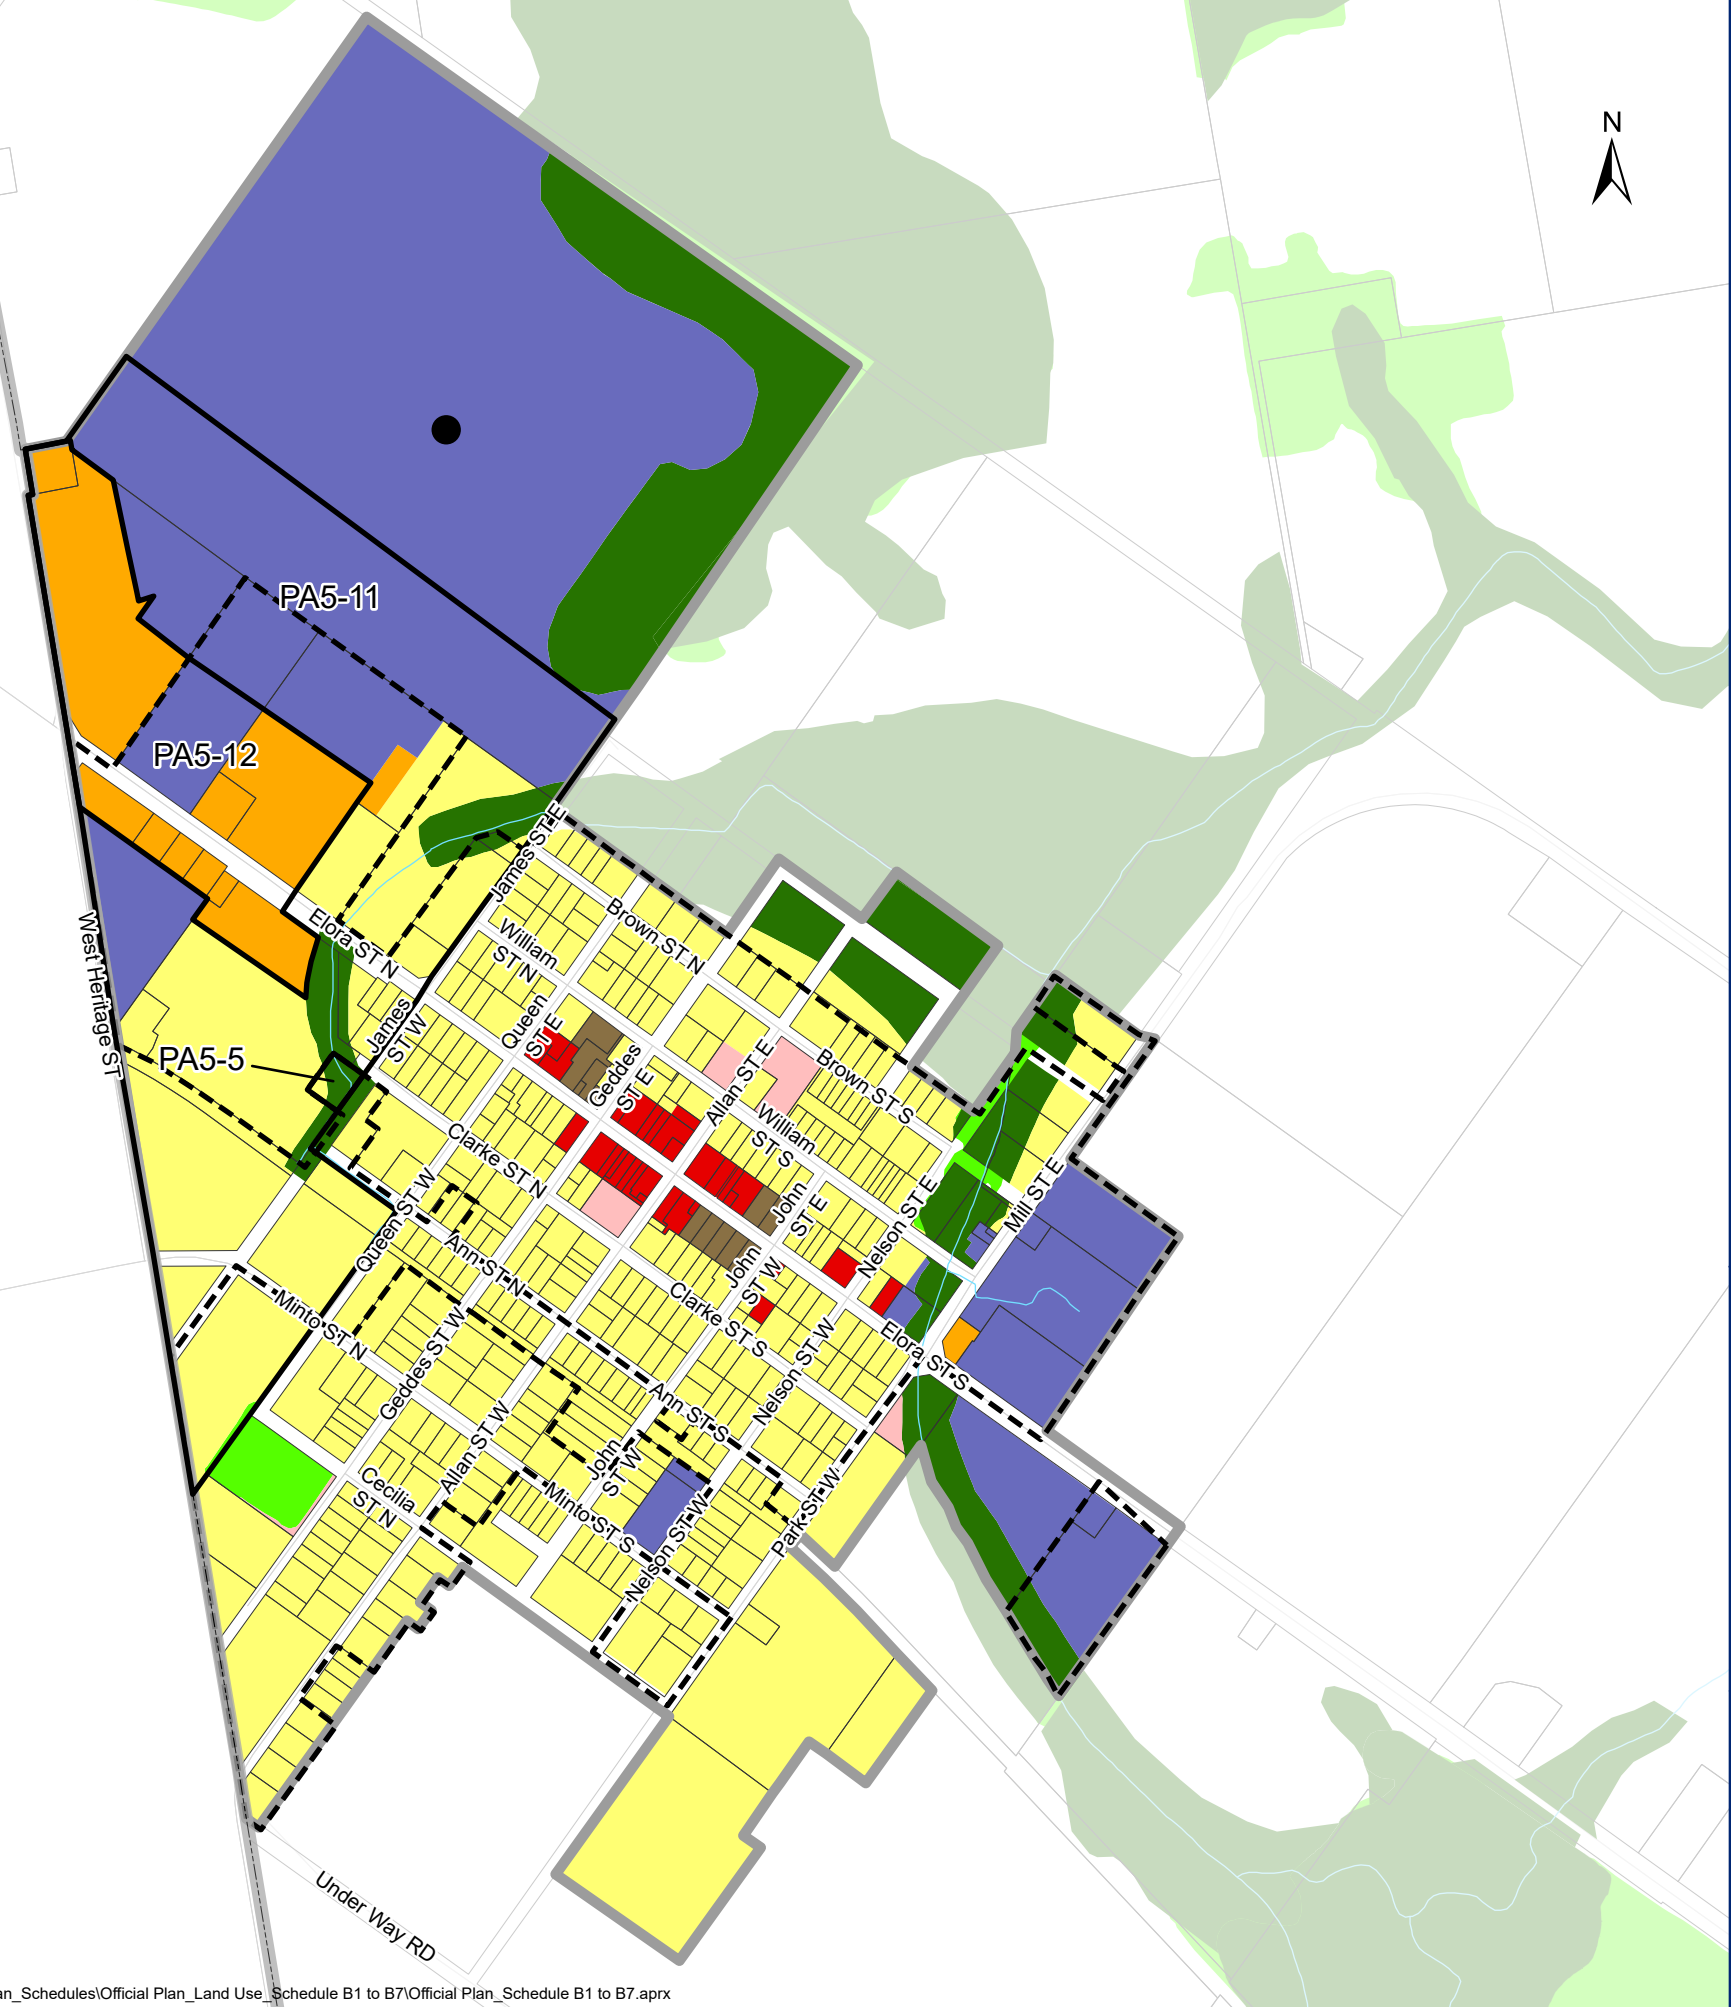 N
PA5-11
PA5-12
James ST E
Brown ST N
William
ST N
Elora ST N
West Heritage ST
James
ST W
Queen
ST E
Geddes
ST E
PA5-5
Allan ST E
Brown ST S
William
ST S
Clarke ST N
John
ST E
Nelson ST E
Mill ST E
Queen ST W
Ann ST N
John
ST W
Clarke ST S
Minto ST N
Geddes ST W
Nelson ST W
Elora ST S
Ann ST S
Allan ST W
John
ST W
Cecilia
ST N
Minto ST S
Nelson ST W
Park ST W
Under Way RD
an_Schedules\Official Plan_Land Use_Schedule B1 to B7\Official Plan_Schedule B1 to B7.aprx